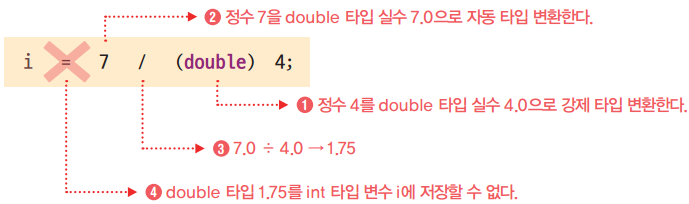 ❷ 정수 7을 double 타입 실수 7.0으로 자동 타입 변환한다.
i = 7 / (double) 4;
❶ 정수 4를 double 타입 실수 4.0으로 강제 타입 변환한다.
❸ 7.0 ÷ 4.0 → 1.75
❹ double 타입 1.75를 int 타입 변수 i에 저장할 수 없다.